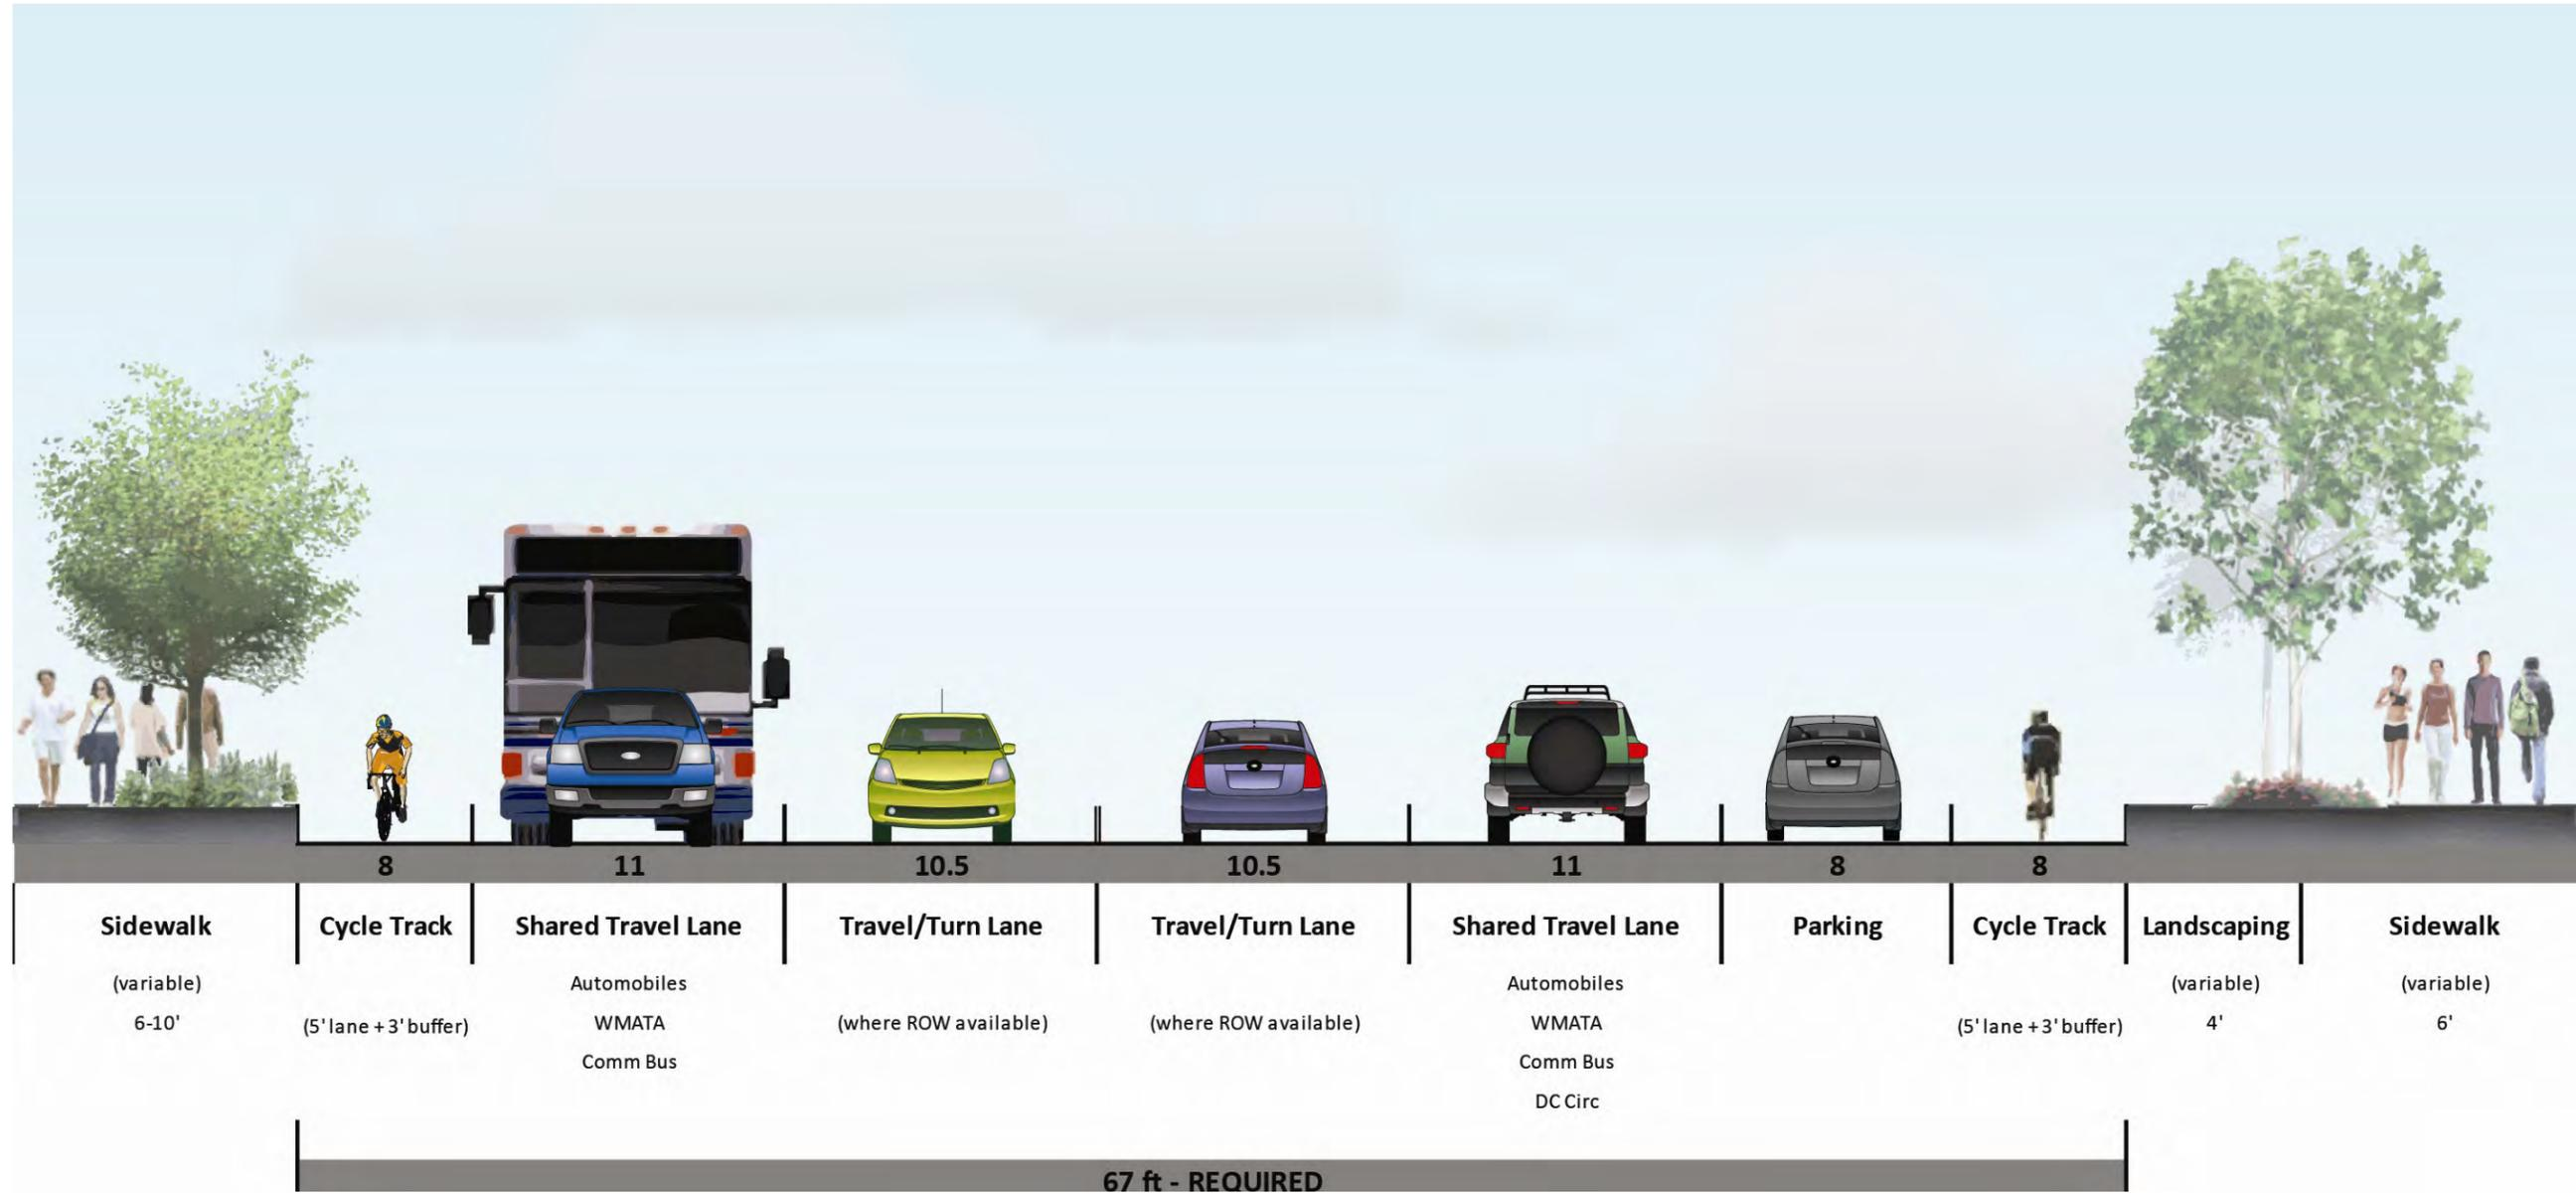 8 11 10.5 10.5 11 8 8
Sidewalk Cycle Track Shared Travel Lane Travel/Turn Lane Travel/Turn Lane Shared Travel Lane Parking Cycle Track Landscaping Sidewalk
(variable) Automobiles Automobiles (variable) (variable)
6-10' (5' lane + 3' buffer) WMATA (where ROW available) (where ROW available) WMATA (5' lane + 3' buffer) 4' 6'
Comm Bus Comm Bus
DC Circ
67 ft - REQUIRED